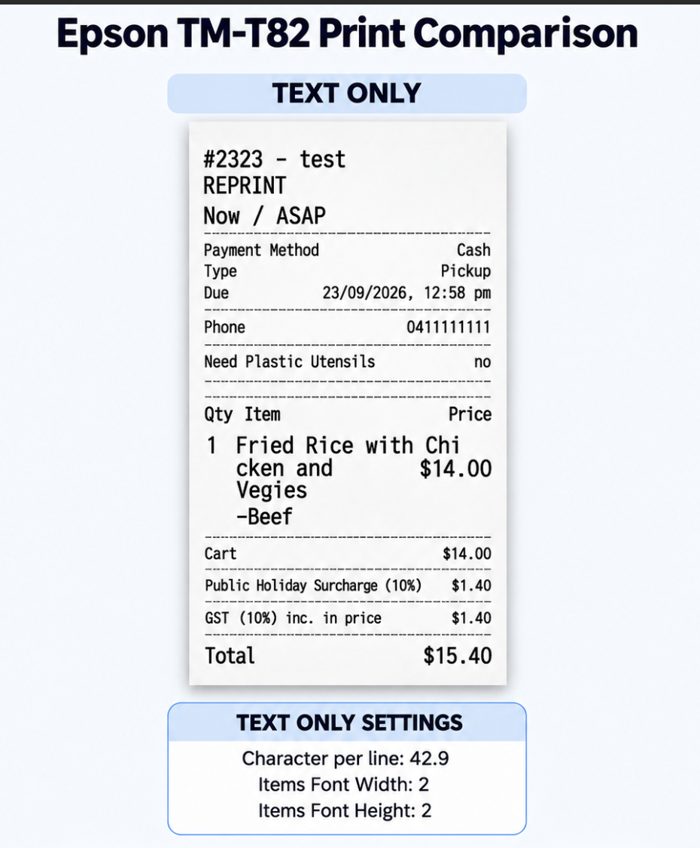 Epson TM-T82 Print Comparison
TEXT ONLY
#2323 - test
REPRINT
Now / ASAP
Payment Method Cash
Type Pickup
Due 23/09/2026, 12:58 pm
Phone 0411111111
Need Plastic Utensils no
Qty Item Price
1 Fried Rice with Chi
cken and $14.00
Vegies
-Beef
Cart $14.00
Public Holiday Surcharge (10%) $1.40
GST (10%) inc. in price $1.40
Total $15.40
TEXT ONLY SETTINGS
Character per line: 42.9
Items Font Width: 2
Items Font Height: 2